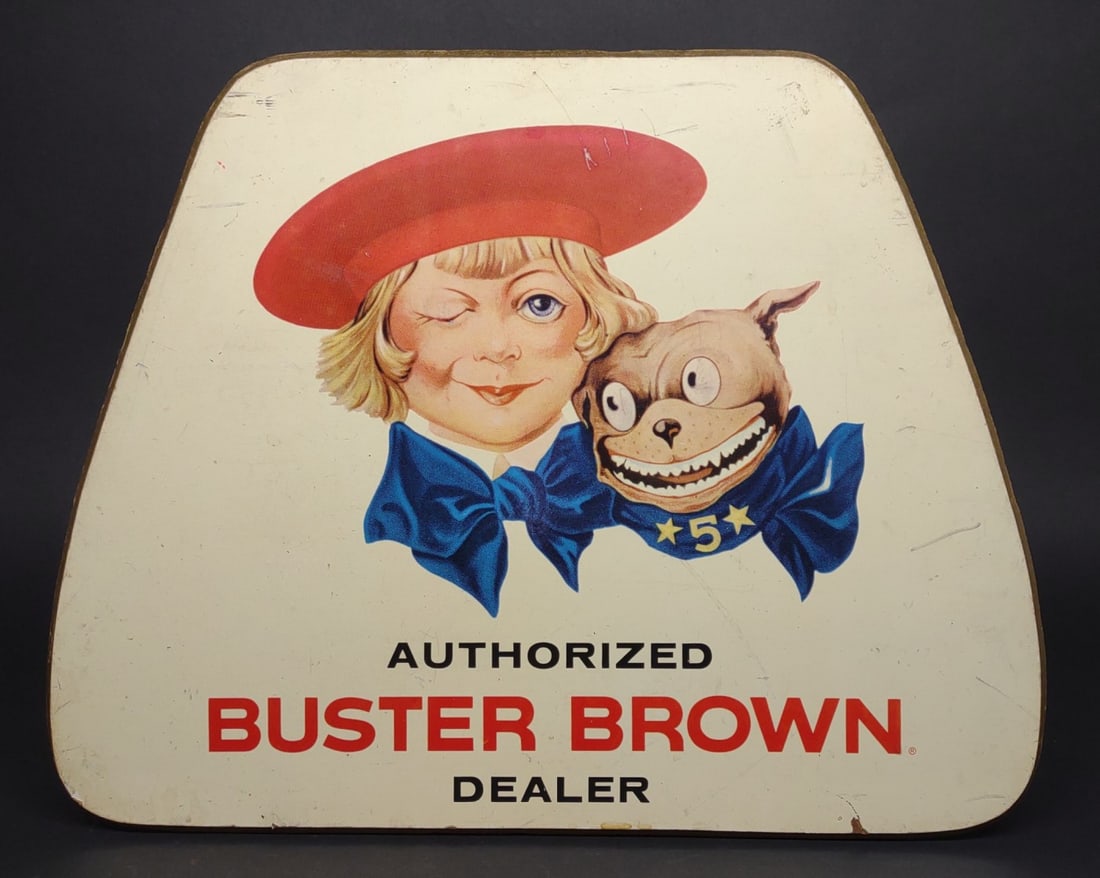 ★5★
AUTHORIZED
BUSTER BROWN®
DEALER